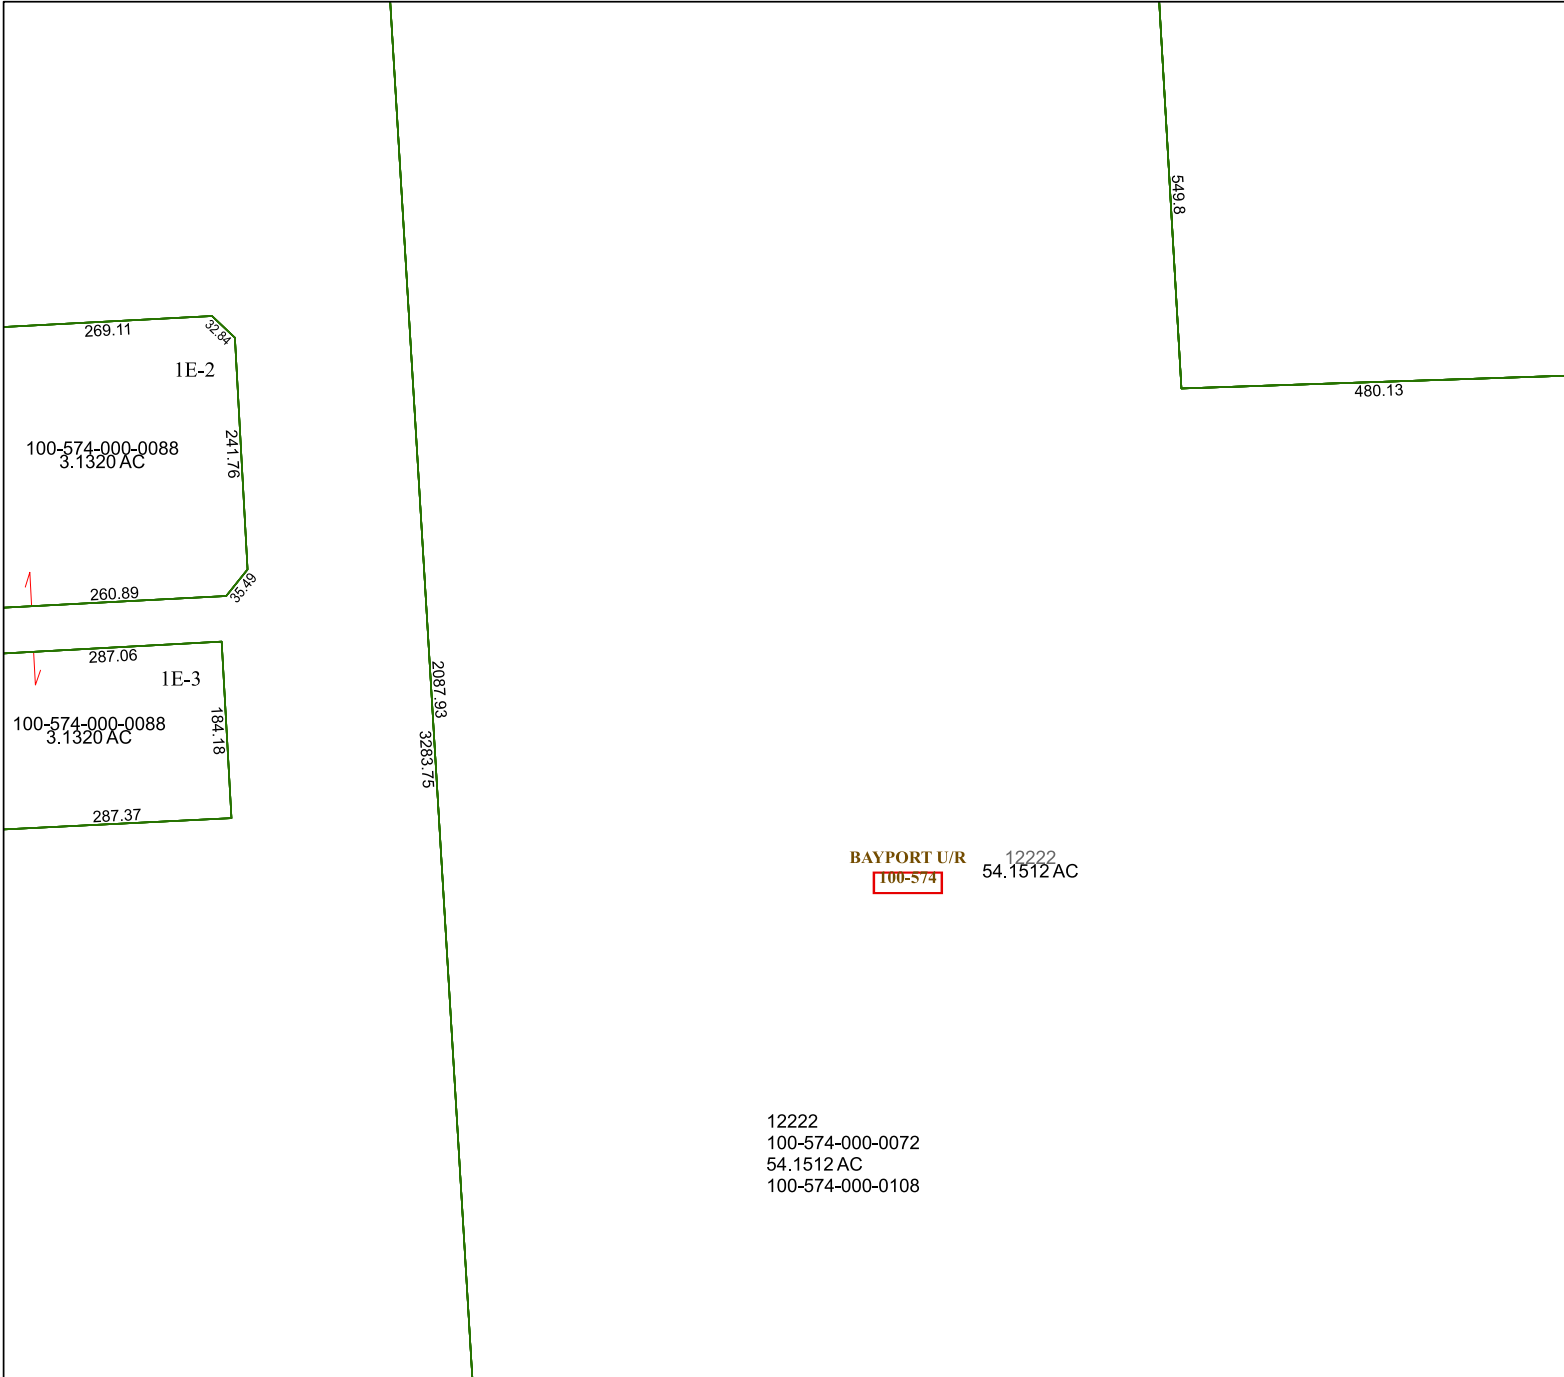 549.8
269.11
32.84
1E-2
480.13
241.76
100-574-000-0088
3.1320 AC
35.49
260.89
287.06
1E-3
2087.93
184.18
100-574-000-0088
3.1320 AC
3283.75
287.37
BAYPORT U/R
100-574
12222
54.1512 AC
12222
100-574-000-0072
54.1512 AC
100-574-000-0108